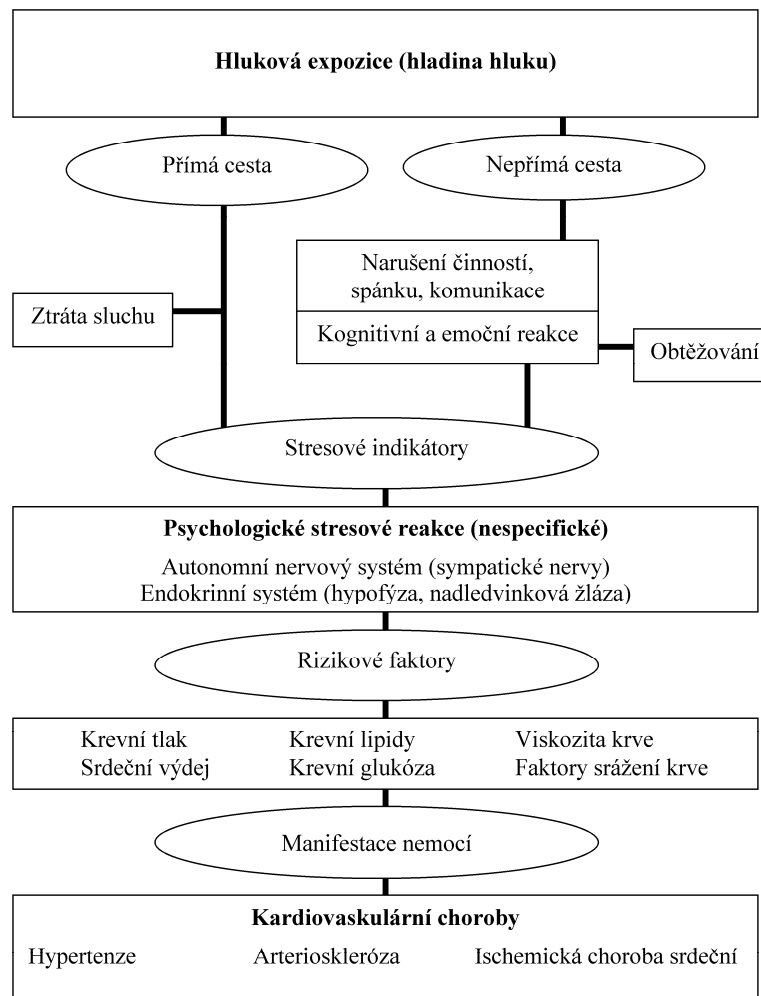 Hluková expozice (hladina hluku)
Přímá cesta
Nepřímá cesta
Narušení činností,
spánku, komunikace
Ztráta sluchu
Kognitivní a emoční reakce
Obtěžování
Stresové indikátory
Psychologické stresové reakce (nespecifické)
Autonomní nervový systém (sympatické nervy)
Endokrinní systém (hypofýza, nadledvinková žláza)
Rizikové faktory
Krevní tlak Krevní lipidy Viskozita krve
Srdeční výdej Krevní glukóza Faktory srážení krve
Manifestace nemocí
Kardiovaskulární choroby
Hypertenze Arterioskleróza Ischemická choroba srdeční